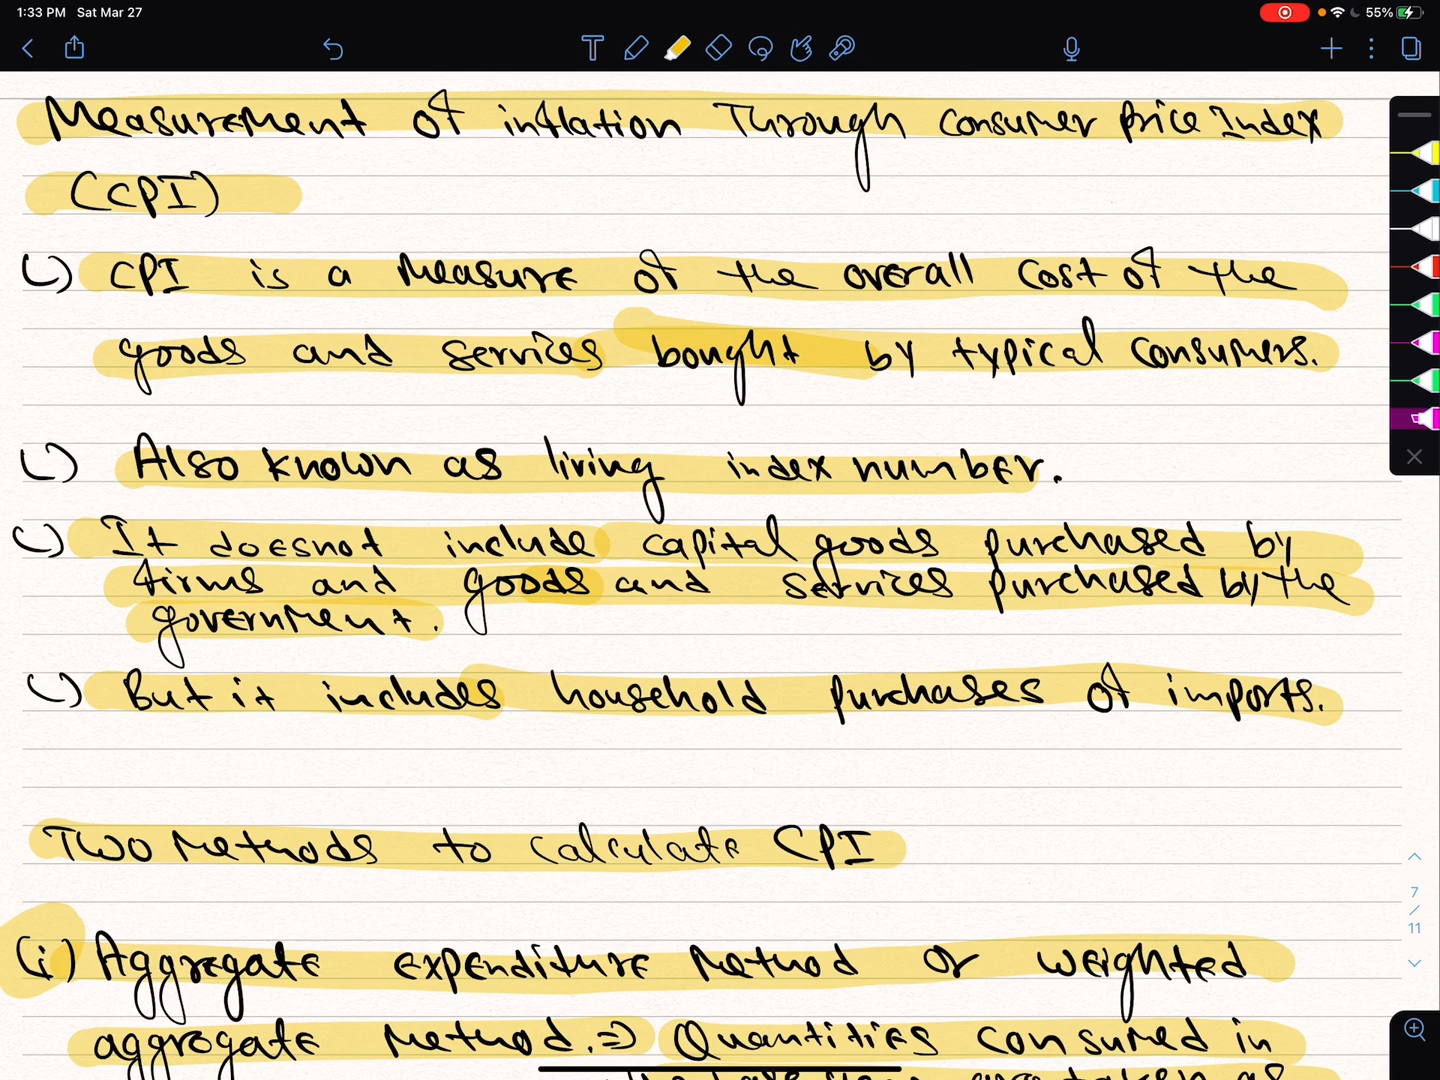 1:33 PM Sat Mar 27
55%
Measurement of inflation Through consumer price Index
(CPI)
CPI is a measure of the overall cost of the
goods and services bought by typical consumers.
Also known as living index number.
It doesnot include capital goods purchased by
firms and goods and services purchased by the
government.
But it includes household purchases of imports.
Two Methods to calculate CPI
(i) Aggregate expenditure Method or weighted
aggregate Method. ⇒ Quantities consumed in
7
/
11